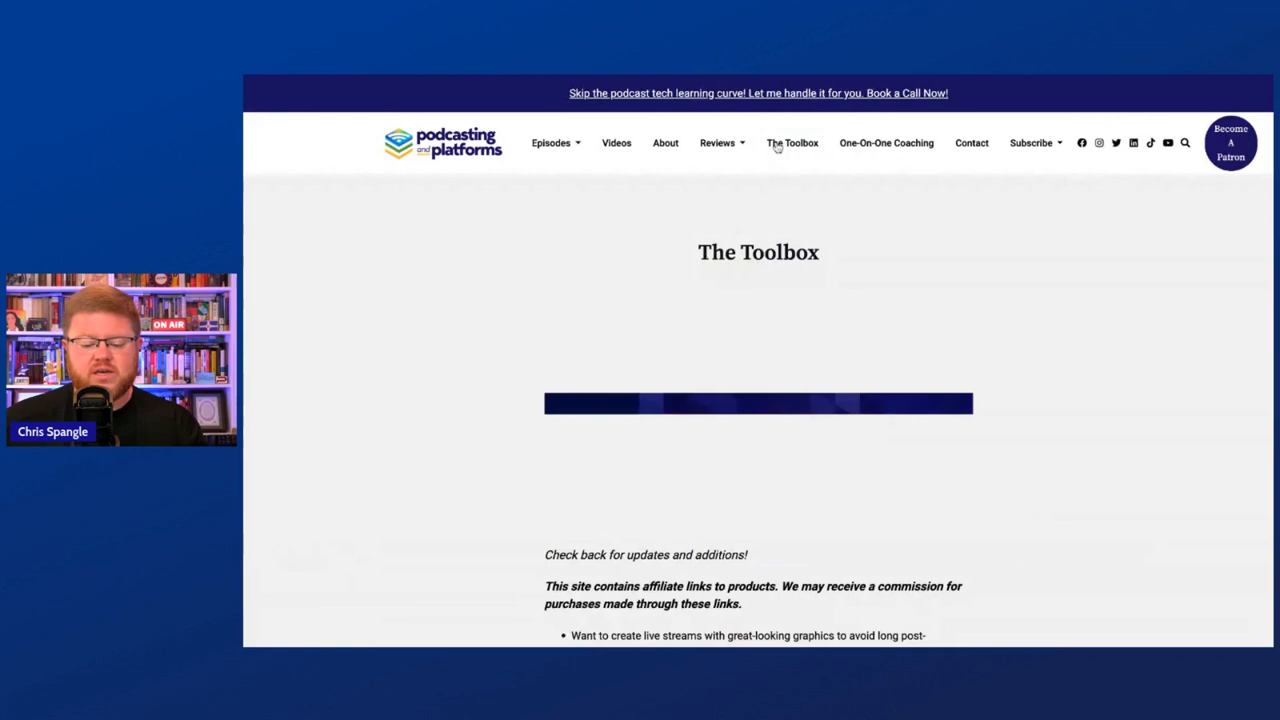 Skip the podcast tech learning curve! Let me handle it for you. Book a Call Now!
podcasting
and platforms
Episodes
Videos
About
Reviews
The Toolbox
One-On-One Coaching
Contact
Subscribe
Become
A
Patron
The Toolbox
ON AIR
Chris Spangle
Check back for updates and additions!
This site contains affiliate links to products. We may receive a commission for
purchases made through these links.
• Want to create live streams with great-looking graphics to avoid long post-